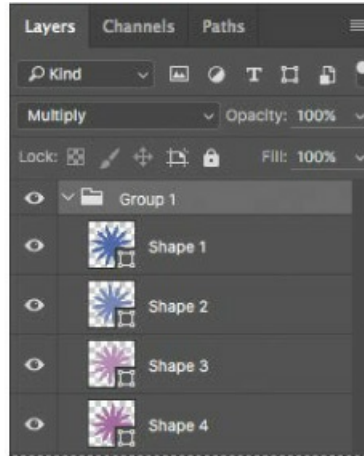 Layers Channels Paths
Kind T
Multiply Opacity: 100%
Lock: Fill: 100%
Group 1
Shape 1
Shape 2
Shape 3
Shape 4